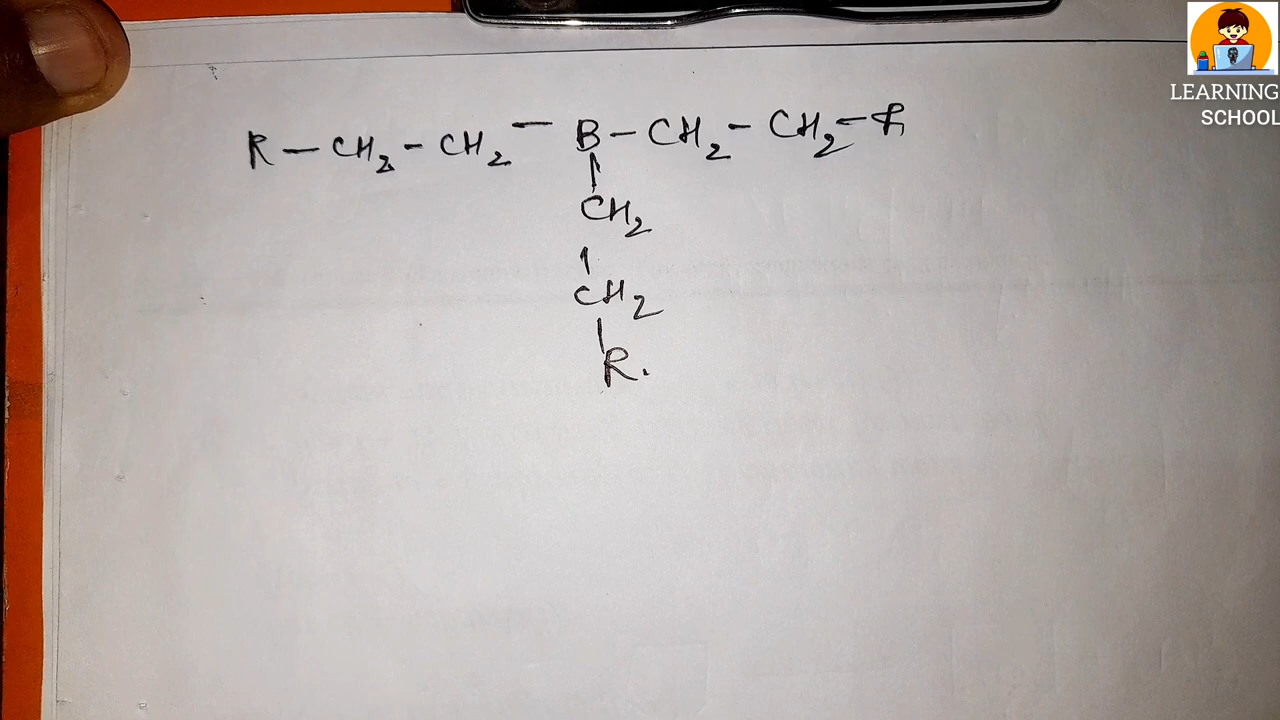 R — CH2 - CH2 — B - CH2 - CH2 - R
|
CH2
|
CH2
|
R.
LEARNING
SCHOOL